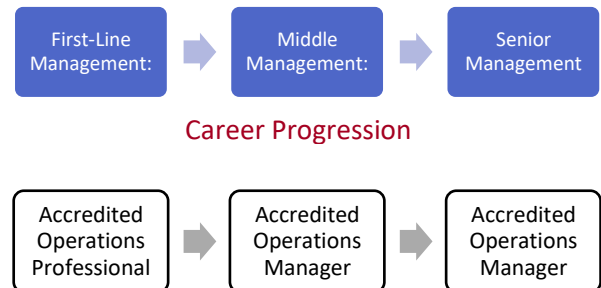 First-Line
Management:
Middle
Management:
Senior
Management
Career Progression
Accredited
Operations
Professional
Accredited
Operations
Manager
Accredited
Operations
Manager